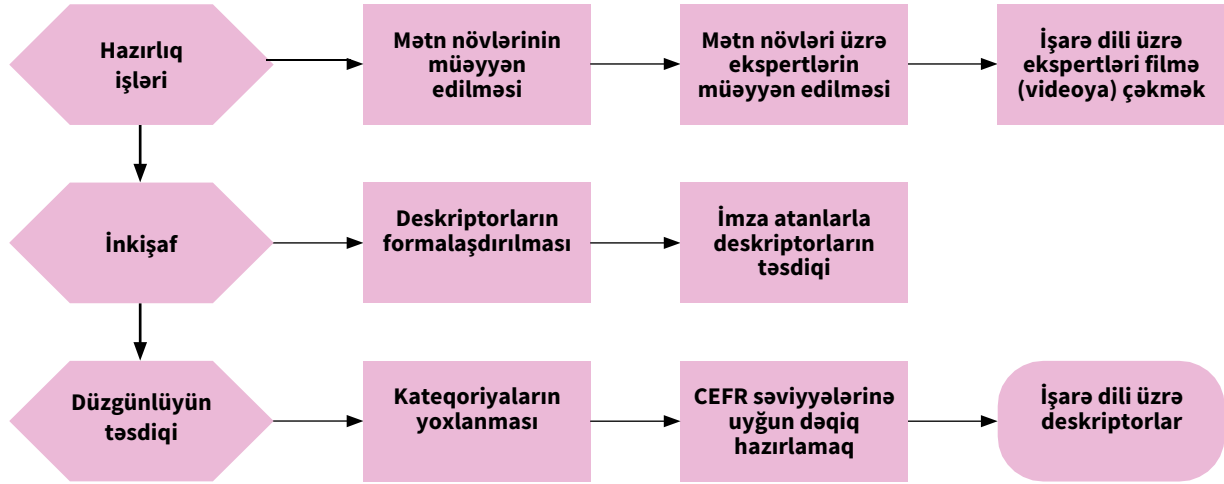 Hazırlıq
işləri
Mətn növlərinin
müəyyən
edilməsi
Mətn növləri üzrə
ekspertlərin
müəyyən edilməsi
İşarə dili üzrə
ekspertləri filmə
(videoya) çəkmək
İnkişaf
Deskriptorların
formalaşdırılması
İmza atanlarla
deskriptorların
təsdiqi
Düzgünlüyün
təsdiqi
Kateqoriyaların
yoxlanması
CEFR səviyyələrinə
uyğun dəqiq
hazırlamaq
İşarə dili üzrə
deskriptorlar